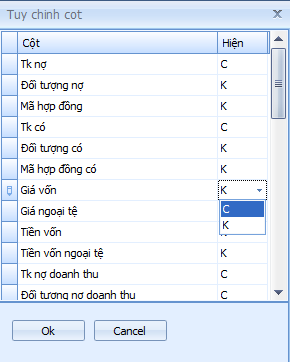 Tuy chinh cot
Cột Hiện
Tk nợ C
Đối tượng nợ K
Mã hợp đồng K
Tk có C
Đối tượng có K
Mã hợp đồng có K
Giá vốn K
Giá ngoại tệ C
Tiền vốn K
Tiền vốn ngoại tệ K
Tk nợ doanh thu C
Đối tượng nợ doanh thu C
Ok Cancel